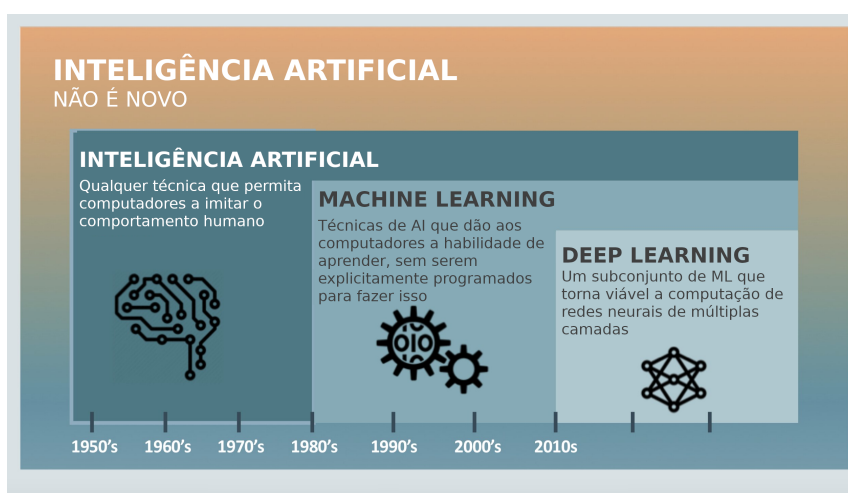 INTELIGÊNCIA ARTIFICIAL
NÃO É NOVO
INTELIGÊNCIA ARTIFICIAL
Qualquer técnica que permita
computadores a imitar o
comportamento humano
MACHINE LEARNING
Técnicas de AI que dão aos
computadores a habilidade de
aprender, sem serem
explicitamente programados
para fazer isso
DEEP LEARNING
Um subconjunto de ML que
torna viável a computação de
redes neurais de múltiplas
camadas
1950’s 1960’s 1970’s 1980’s 1990’s 2000’s 2010s